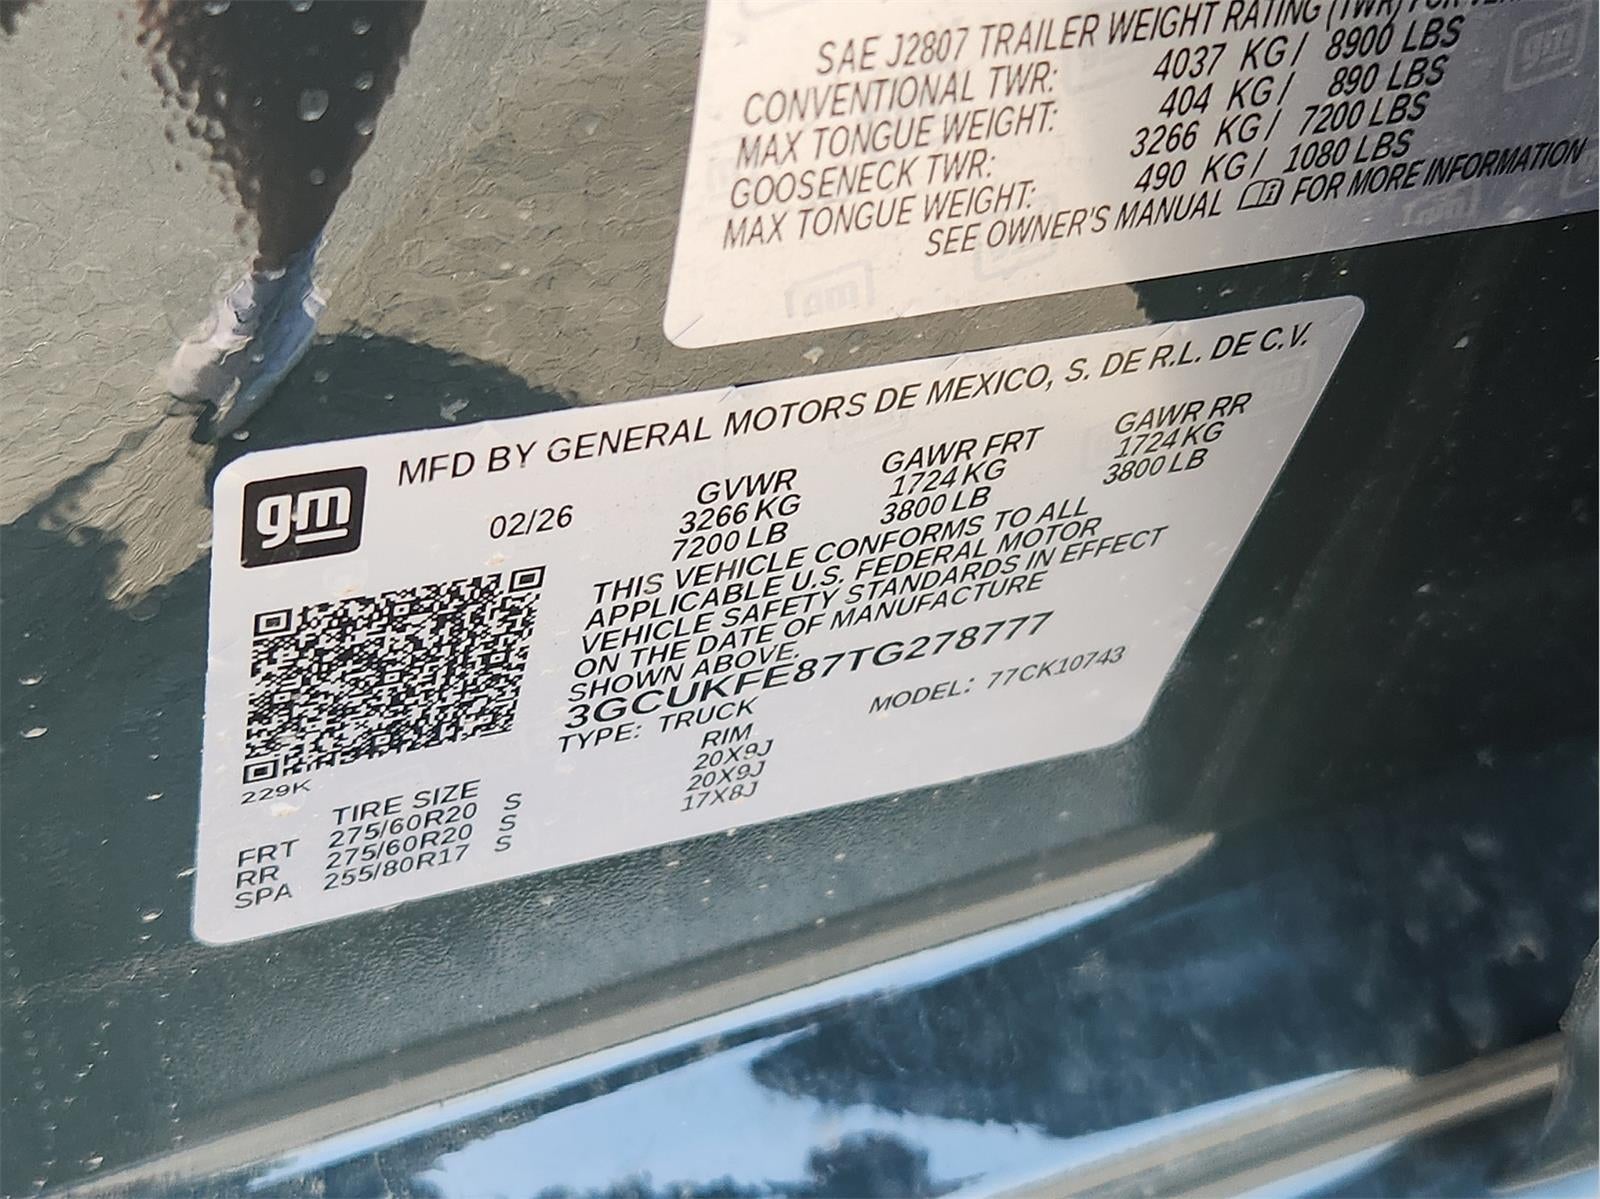 SAE J2807 TRAILER WEIGHT RATING (TWR) FOR
CONVENTIONAL TWR: 4037 KG / 8900 LBS
MAX TONGUE WEIGHT: 404 KG / 890 LBS
GOOSENECK TWR: 3266 KG / 7200 LBS
MAX TONGUE WEIGHT: 490 KG / 1080 LBS
SEE OWNER'S MANUAL FOR MORE INFORMATION
gm
MFD BY GENERAL MOTORS DE MEXICO, S. DE R.L. DE C.V.
02/26 GVWR GAWR FRT GAWR RR
3266 KG 1724 KG 1724 KG
7200 LB 3800 LB 3800 LB
THIS VEHICLE CONFORMS TO ALL
APPLICABLE U.S. FEDERAL MOTOR
VEHICLE SAFETY STANDARDS IN EFFECT
ON THE DATE OF MANUFACTURE
SHOWN ABOVE.
3GCUKFE87TG278777
TYPE: TRUCK MODEL: 77CK10743
229K
TIRE SIZE RIM
FRT 275/60R20 S 20X9J
RR 275/60R20 S 20X9J
SPA 255/80R17 S 17X8J